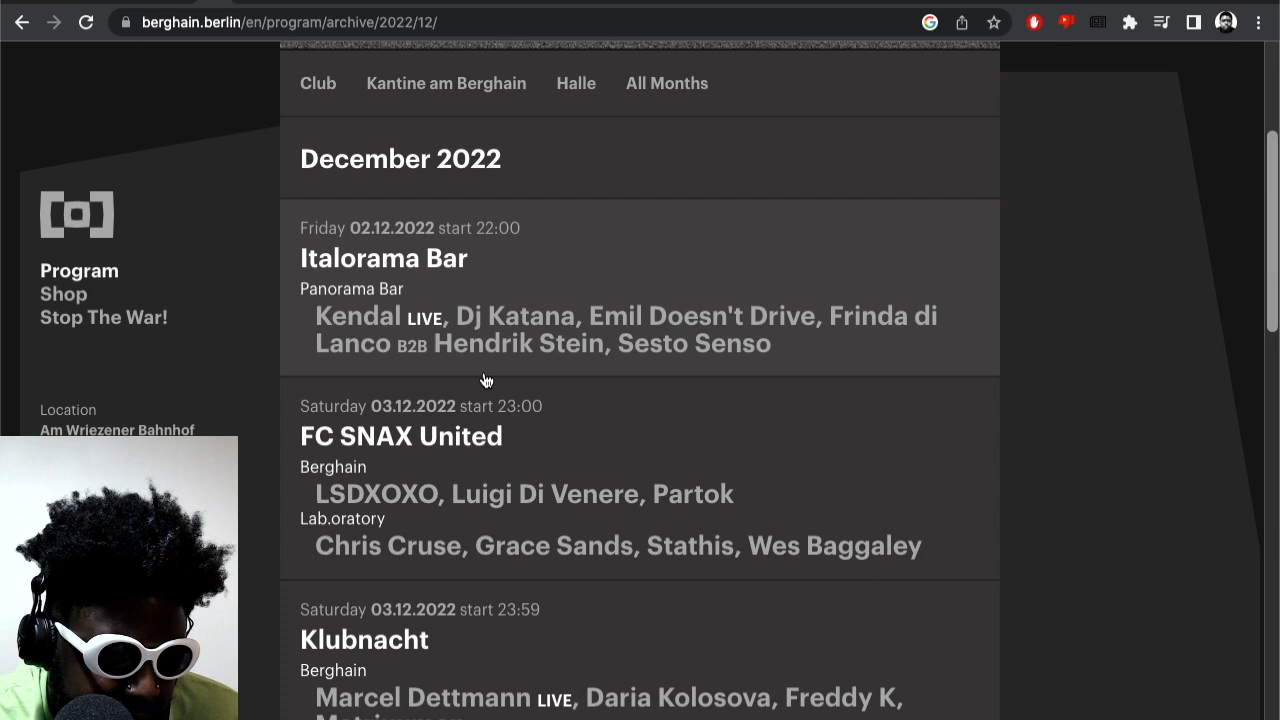 berghain.berlin/en/program/archive/2022/12/
Club Kantine am Berghain Halle All Months
December 2022
Program
Shop
Stop The War!
Location
Am Wriezener Bahnhof
Friday 02.12.2022 start 22:00
Italorama Bar
Panorama Bar
Kendal LIVE, Dj Katana, Emil Doesn't Drive, Frinda di
Lanco B2B Hendrik Stein, Sesto Senso
Saturday 03.12.2022 start 23:00
FC SNAX United
Berghain
LSDXOXO, Luigi Di Venere, Partok
Lab.oratory
Chris Cruse, Grace Sands, Stathis, Wes Baggaley
Saturday 03.12.2022 start 23:59
Klubnacht
Berghain
Marcel Dettmann LIVE, Daria Kolosova, Freddy K,